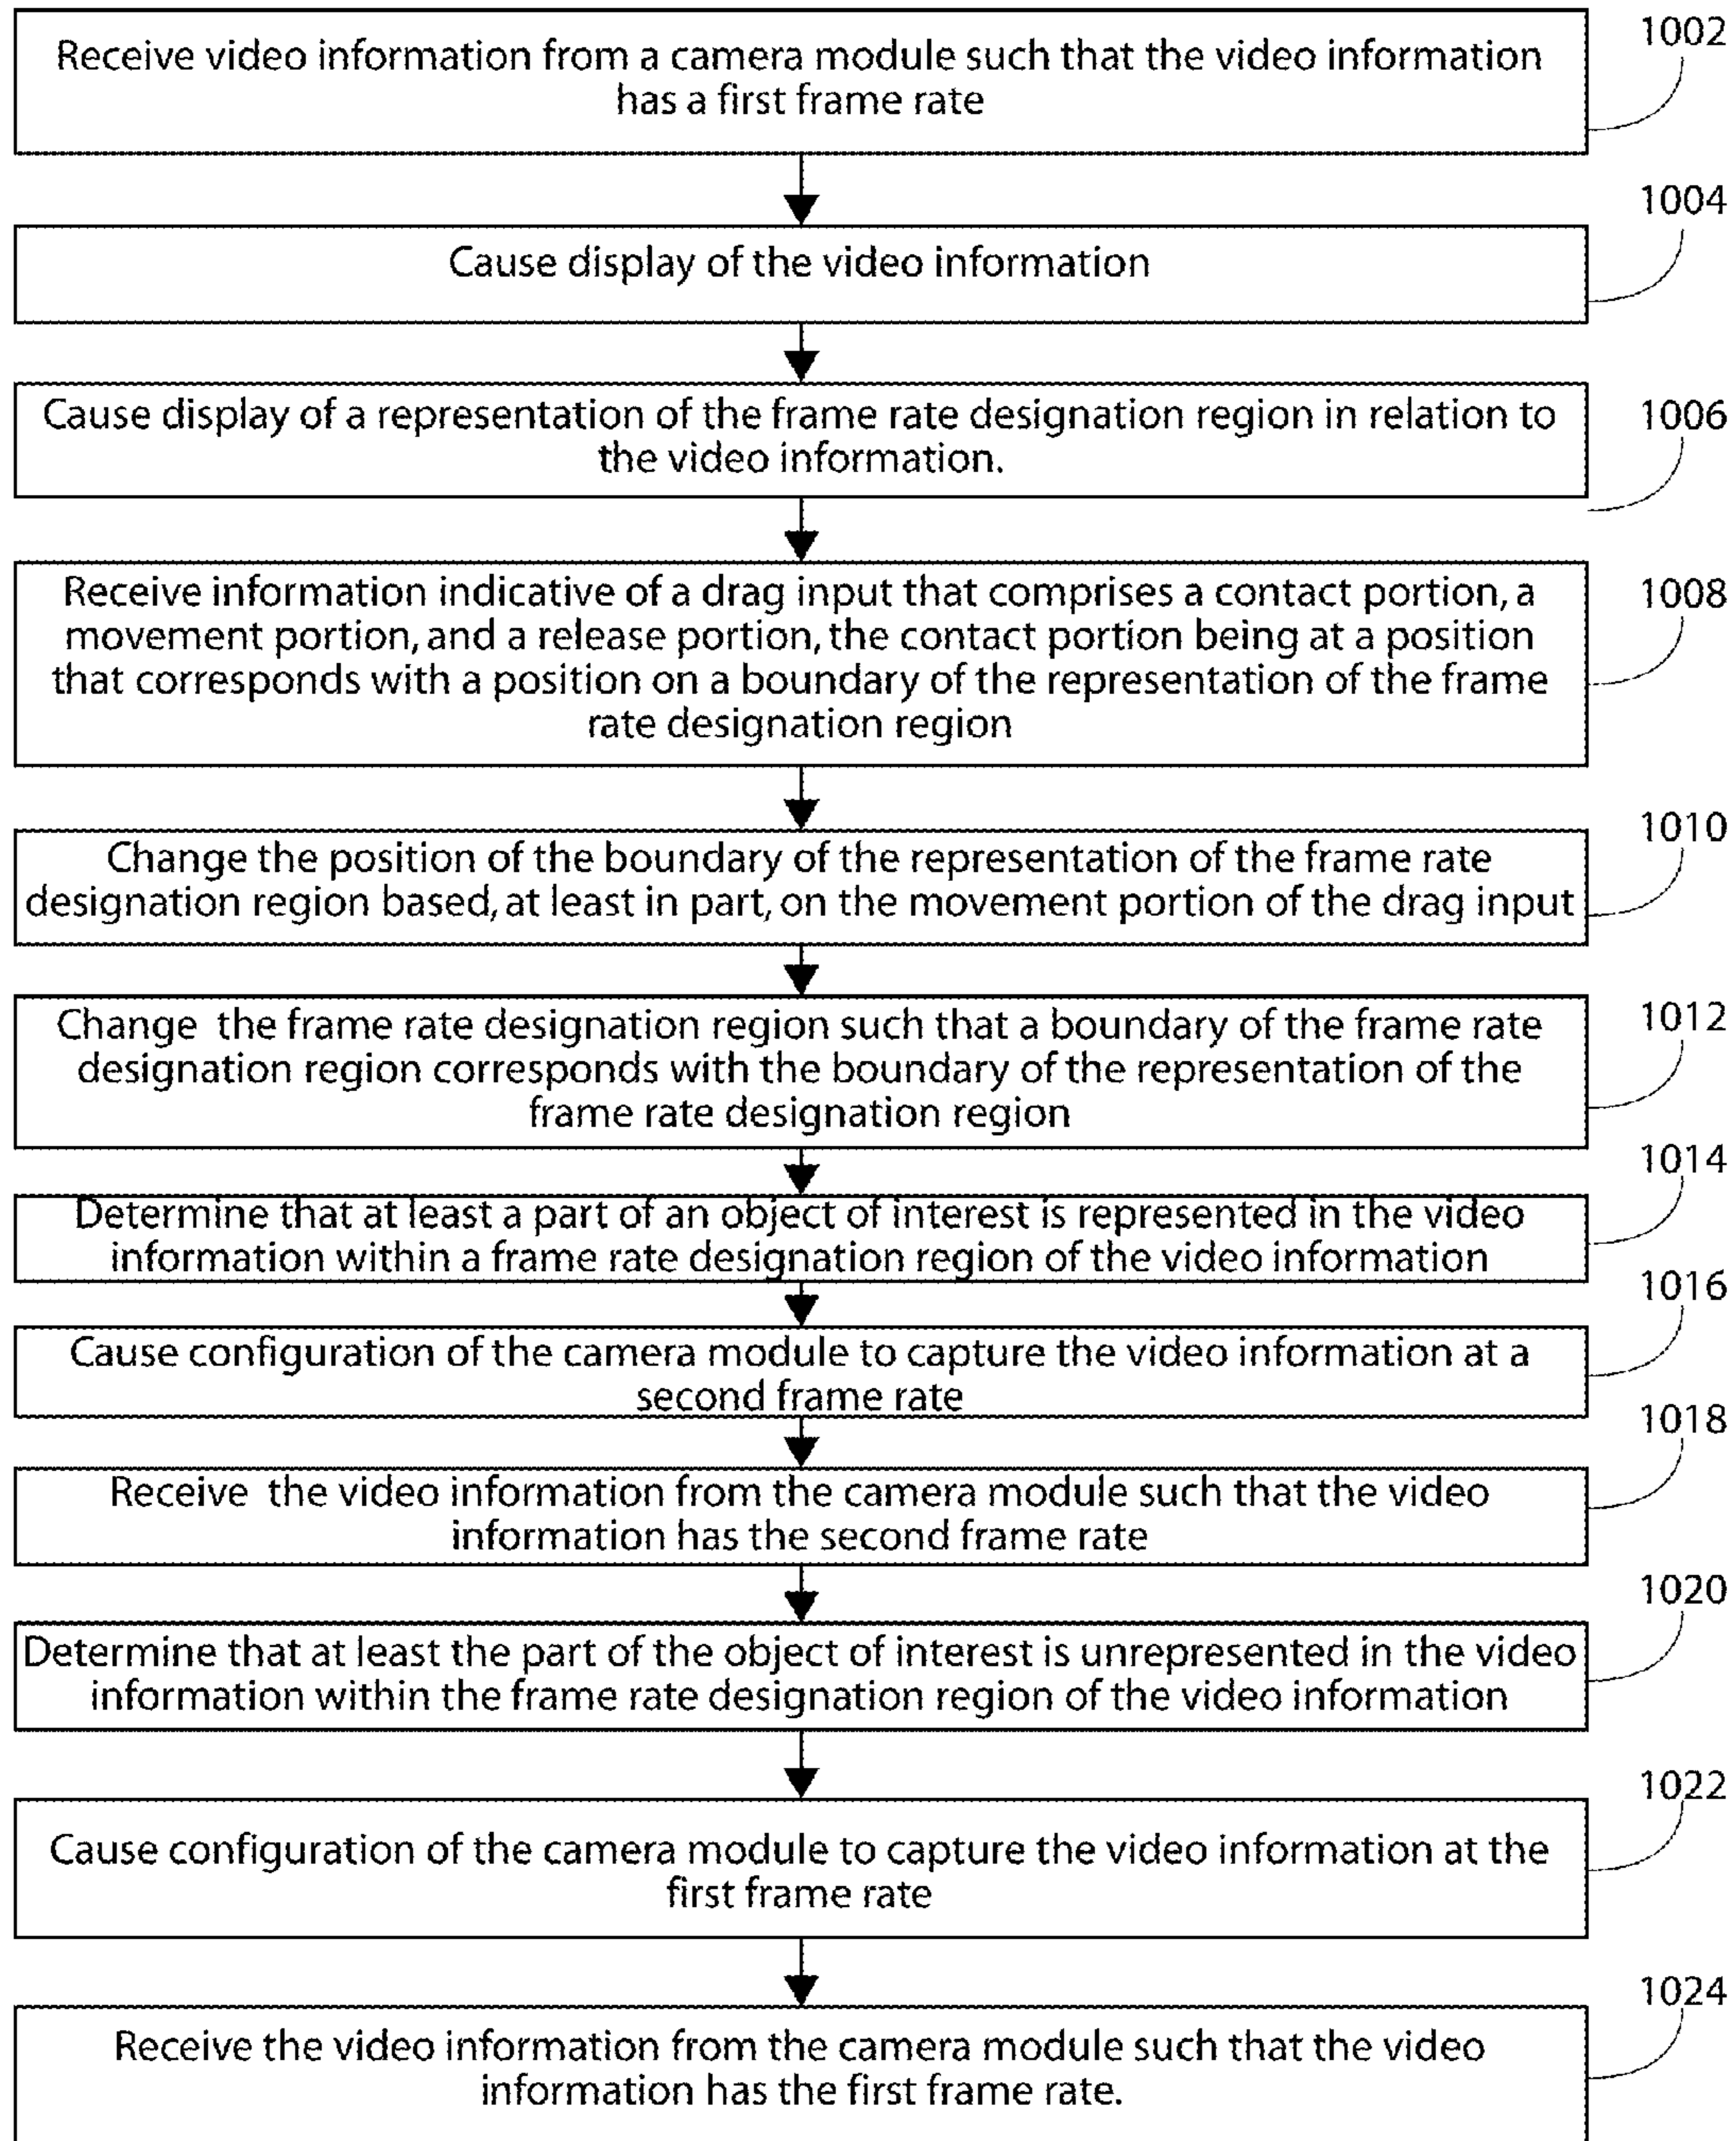 1002
Receive video information from a camera module such that the video information
has a first frame rate
1004
Cause display of the video information
1006
Cause display of a representation of the frame rate designation region in relation to
the video information.
1008
Receive information indicative of a drag input that comprises a contact portion, a
movement portion, and a release portion, the contact portion being at a position
that corresponds with a position on a boundary of the representation of the frame
rate designation region
1010
Change the position of the boundary of the representation of the frame rate
designation region based, at least in part, on the movement portion of the drag input
1012
Change the frame rate designation region such that a boundary of the frame rate
designation region corresponds with the boundary of the representation of the
frame rate designation region
1014
Determine that at least a part of an object of interest is represented in the video
information within a frame rate designation region of the video information
1016
Cause configuration of the camera module to capture the video information at a
second frame rate
1018
Receive the video information from the camera module such that the video
information has the second frame rate
1020
Determine that at least the part of the object of interest is unrepresented in the video
information within the frame rate designation region of the video information
1022
Cause configuration of the camera module to capture the video information at the
first frame rate
1024
Receive the video information from the camera module such that the video
information has the first frame rate.